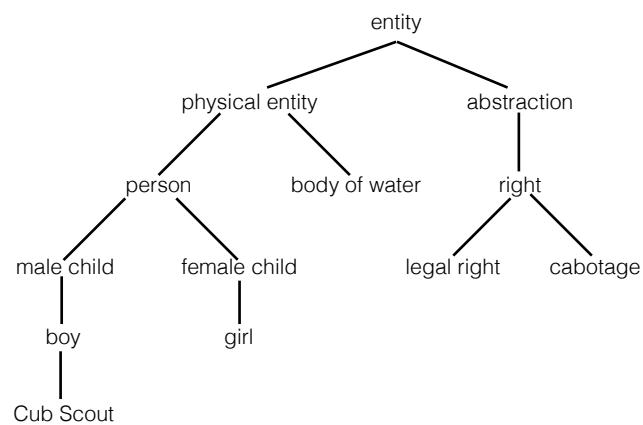 entity
physical entity
abstraction
person
body of water
right
male child
female child
legal right
cabotage
boy
girl
Cub Scout